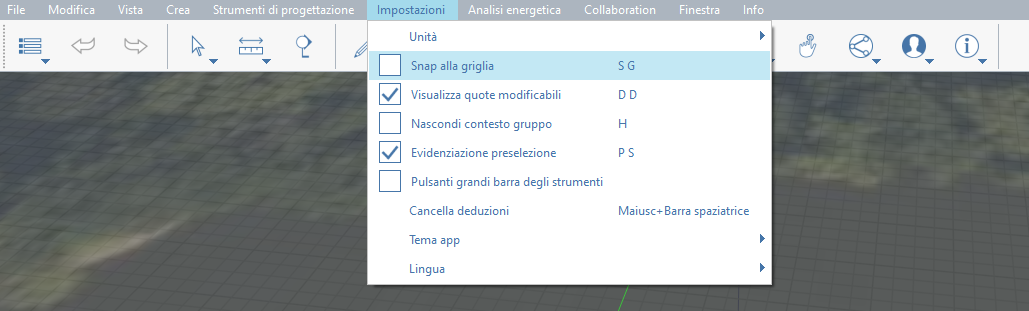 File Modifica Vista Crea Strumenti di progettazione Impostazioni Analisi energetica Collaboration Finestra Info
Unità
Snap alla griglia S G
Visualizza quote modificabili D D
Nascondi contesto gruppo H
Evidenziazione preselezione P S
Pulsanti grandi barra degli strumenti
Cancella deduzioni Maiusc+Barra spaziatrice
Tema app
Lingua